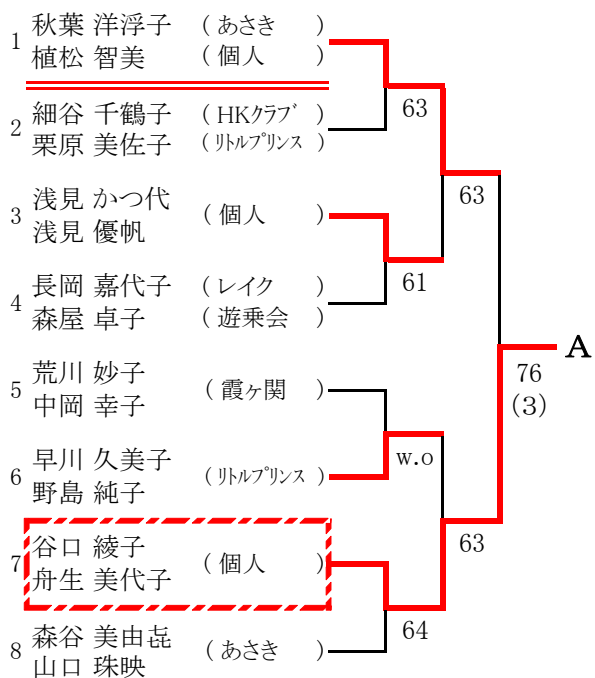 1 秋葉 洋浮子 （ あさき ）
植松 智美 （ 個人 ）
2 細谷 千鶴子 （ HKクラブ ）
栗原 美佐子 （ リトルプリンス ）
63
3 浅見 かつ代
浅見 優帆 （ 個人 ）
63
4 長岡 嘉代子 （ レイク ）
森屋 卓子 （ 遊乗会 ）
61
5 荒川 妙子
中岡 幸子 （ 霞ヶ関 ）
A
76
(3)
6 早川 久美子
野島 純子 （ リトルプリンス ）
w.o
7 谷口 綾子
舟生 美代子 （ 個人 ）
63
8 森谷 美由㐂
山口 珠映 （ あさき ）
64